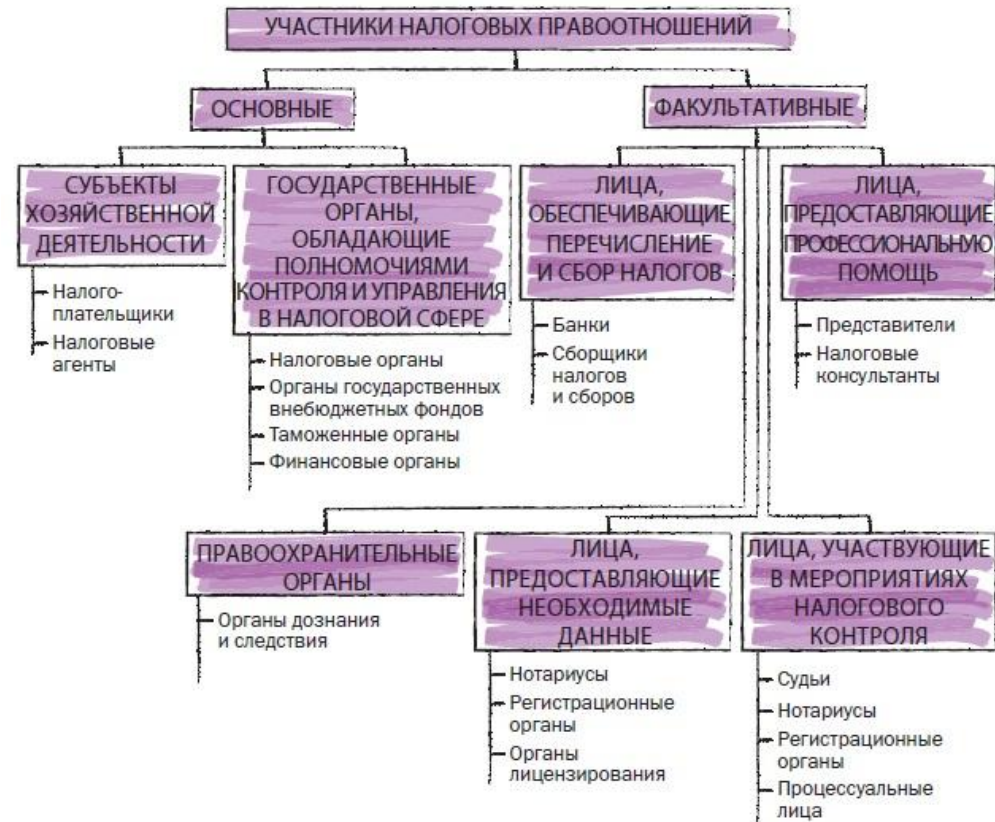 УЧАСТНИКИ НАЛОГОВЫХ ПРАВООТНОШЕНИЙ
ОСНОВНЫЕ
ФАКУЛЬТАТИВНЫЕ
СУБЪЕКТЫ
ХОЗЯЙСТВЕННОЙ
ДЕЯТЕЛЬНОСТИ
Налого-
плательщики
Налоговые
агенты
ГОСУДАРСТВЕННЫЕ
ОРГАНЫ,
ОБЛАДАЮЩИЕ
ПОЛНОМОЧИЯМИ
КОНТРОЛЯ И УПРАВЛЕНИЯ
В НАЛОГОВОЙ СФЕРЕ
Налоговые органы
Органы государственных
внебюджетных фондов
Таможенные органы
Финансовые органы
ЛИЦА,
ОБЕСПЕЧИВАЮЩИЕ
ПЕРЕЧИСЛЕНИЕ
И СБОР НАЛОГОВ
Банки
Сборщики
налогов
и сборов
ЛИЦА,
ПРЕДОСТАВЛЯЮЩИЕ
ПРОФЕССИОНАЛЬНУЮ
ПОМОЩЬ
Представители
Налоговые
консультанты
ПРАВООХРАНИТЕЛЬНЫЕ
ОРГАНЫ
Органы дознания
и следствия
ЛИЦА,
ПРЕДОСТАВЛЯЮЩИЕ
НЕОБХОДИМЫЕ
ДАННЫЕ
Нотариусы
Регистрационные
органы
Органы
лицензирования
ЛИЦА, УЧАСТВУЮЩИЕ
В МЕРОПРИЯТИЯХ
НАЛОГОВОГО
КОНТРОЛЯ
Судьи
Нотариусы
Регистрационные
органы
Процессуальные
лица